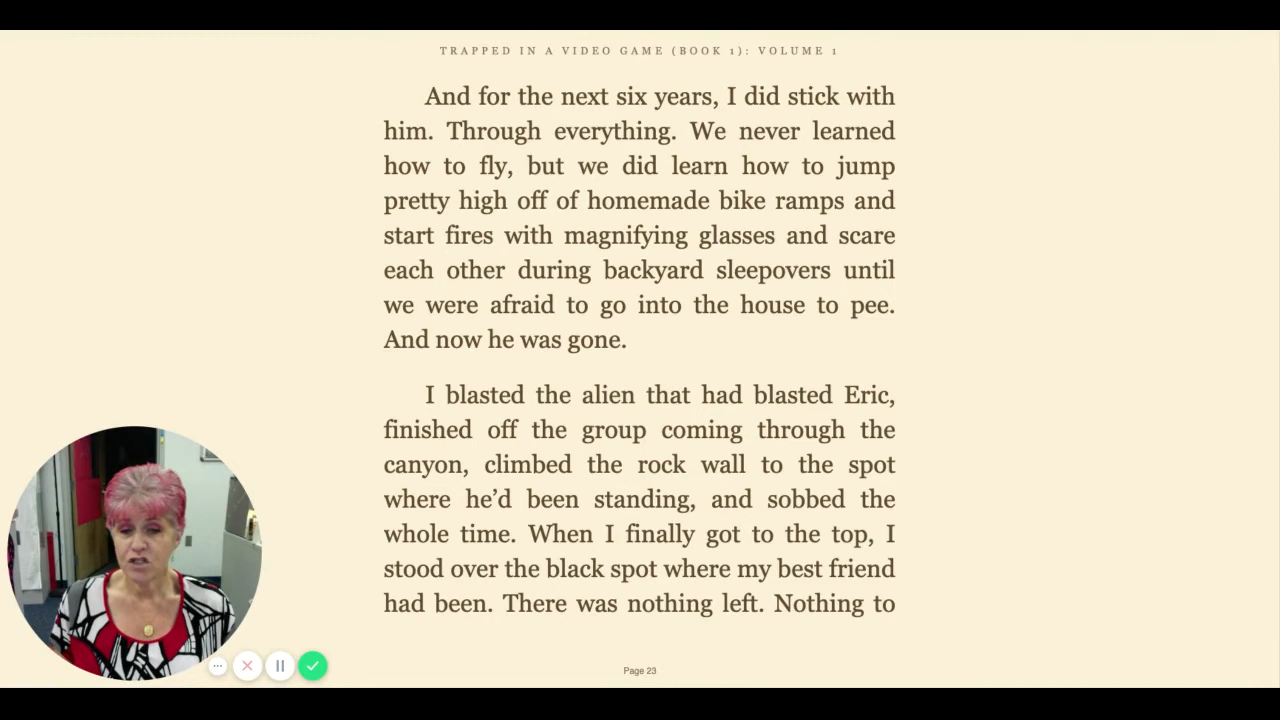 TRAPPED IN A VIDEO GAME (BOOK 1): VOLUME 1
And for the next six years, I did stick with
him. Through everything. We never learned
how to fly, but we did learn how to jump
pretty high off of homemade bike ramps and
start fires with magnifying glasses and scare
each other during backyard sleepovers until
we were afraid to go into the house to pee.
And now he was gone.
I blasted the alien that had blasted Eric,
finished off the group coming through the
canyon, climbed the rock wall to the spot
where he’d been standing, and sobbed the
whole time. When I finally got to the top, I
stood over the black spot where my best friend
had been. There was nothing left. Nothing to
Page 23